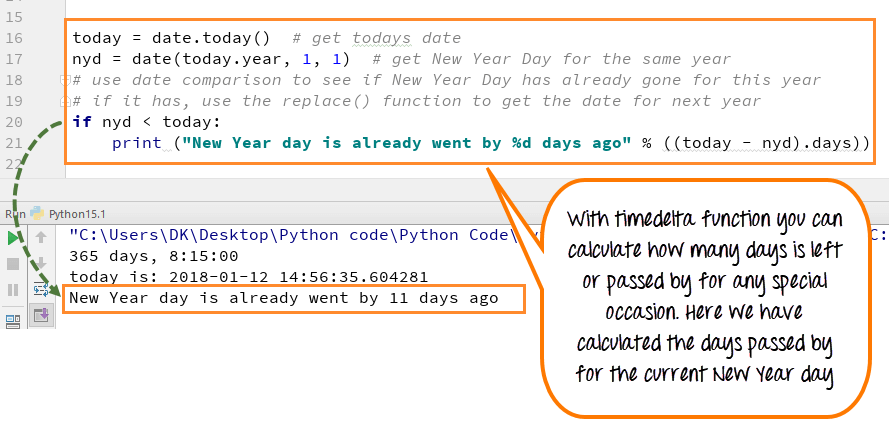 15
16 today = date.today()  # get todays date
17 nyd = date(today.year, 1, 1)  # get New Year Day for the same year
18 # use date comparison to see if New Year Day has already gone for this year
19 # if it has, use the replace() function to get the date for next year
20 if nyd < today:
21     print ("New Year day is already went by %d days ago" % ((today - nyd).days))
22
Run Python15.1
"C:\Users\DK\Desktop\Python code\Python Code\
365 days, 8:15:00
today is: 2018-01-12 14:56:35.604281
New Year day is already went by 11 days ago
With timedelta function you can
calculate how many days is left
or passed by for any special
occasion. Here We have
calculated the days passed by
for the current New Year day